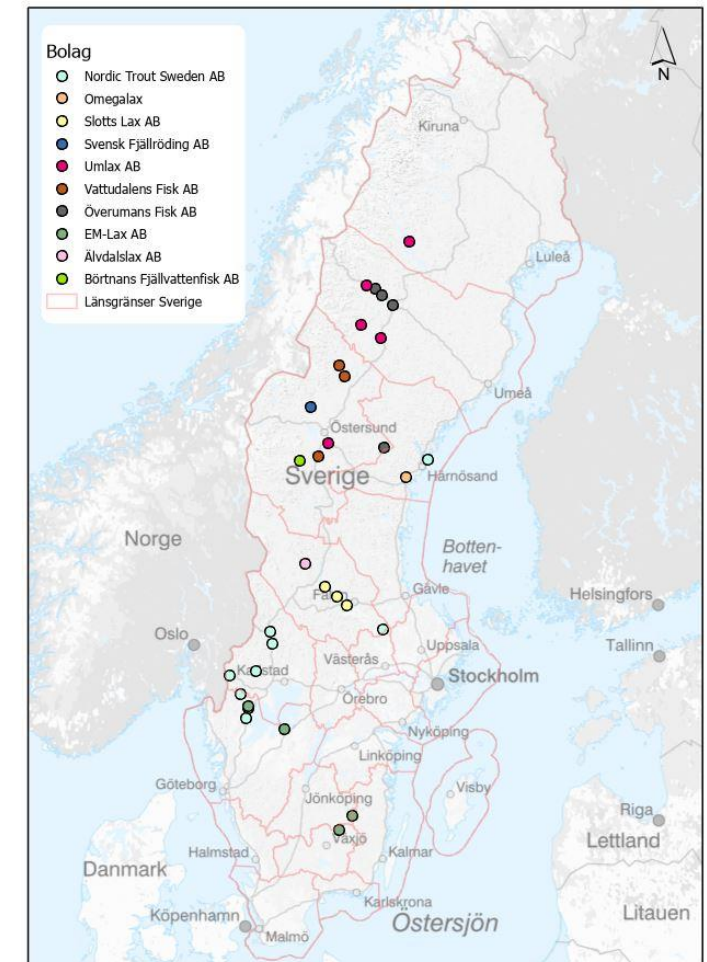 Bolag
Nordic Trout Sweden AB
Omegalax
Slotts Lax AB
Svensk Fjällröding AB
Umlax AB
Vattudalens Fisk AB
Överumans Fisk AB
EM-Lax AB
Älvdalslax AB
Börtnans Fjällvattenfisk AB
Länsgränser Sverige
N
Kiruna
Luleå
Umeå
Östersund
Härnösand
Sverige
Norge
Botten-
havet
Gävle
Helsingfors
Oslo
Uppsala
Tallinn
Västerås
Stockholm
Örebro
Nyköping
Linköping
Göteborg
Visby
Jönköping
Riga
Växjö
Lettland
Halmstad
Kalmar
Danmark
Karlskrona
Köpenhamn
Östersjön
Litauen
Malmö